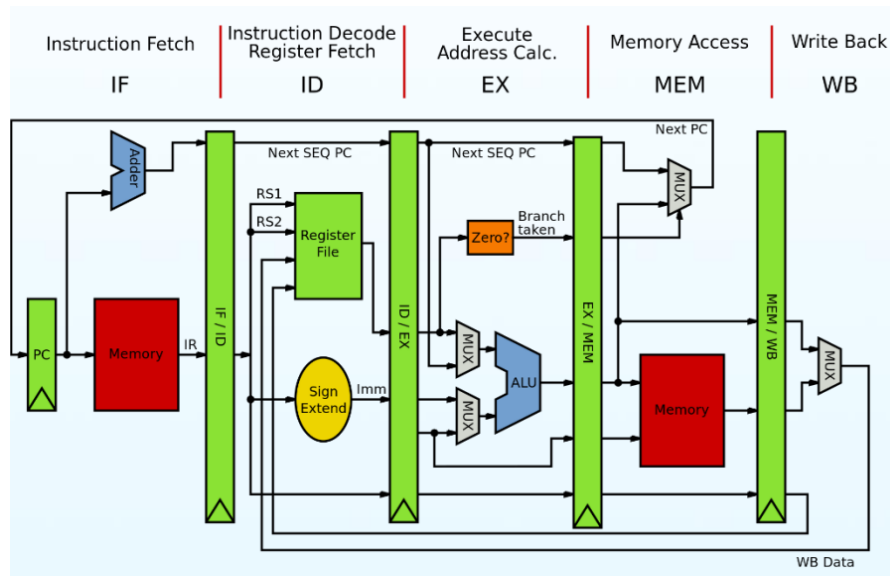 Instruction Fetch
IF
Instruction Decode
Register Fetch
ID
Execute
Address Calc.
EX
Memory Access
MEM
Write Back
WB
Next PC
Adder
Next SEQ PC
Next SEQ PC
MUX
RS1
RS2
Register
File
Branch
taken
Zero?
IF / ID
ID / EX
EX / MEM
MEM / WB
PC
Memory
IR
MUX
ALU
MUX
Sign
Extend
Imm
Memory
MUX
WB Data